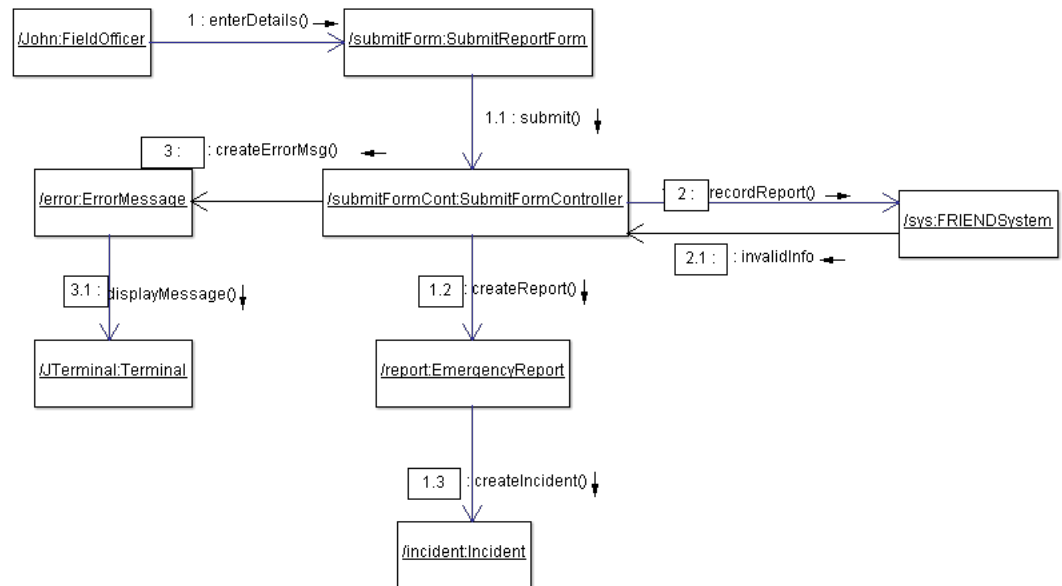 1 : enterDetails()
/John:FieldOfficer
/submitForm:SubmitReportForm
1.1 : submit()
3 : : createErrorMsg()
/error:ErrorMessage
/submitFormCont:SubmitFormController
2 : recordReport()
/sys:FRIENDSystem
2.1 : : invalidInfo
3.1 : displayMessage()
1.2 : createReport()
/JTerminal:Terminal
/report:EmergencyReport
1.3 : createIncident()
/incident:Incident